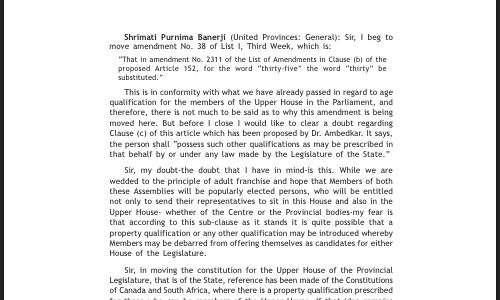 Shrimati Purnima Banerji (United Provinces: General): Sir, I beg to
move amendment No. 38 of List I, Third Week, which is:
"That in amendment No. 2311 of the List of Amendments in Clause (b) of the
proposed Article 152, for the word "thirty-five" the word "thirty" be
substituted."
This is in conformity with what we have already passed in regard to age
qualification for the members of the Upper House in the Parliament, and
therefore, there is not much to be said as to why this amendment is being
moved here. But before I close I would like to clear a doubt regarding
Clause (c) of this article which has been proposed by Dr. Ambedkar. It says,
the person shall "possess such other qualifications as may be prescribed in
that behalf by or under any law made by the Legislature of the State."
Sir, my doubt-the doubt that I have in mind-is this. While we are
wedded to the principle of adult franchise and hope that Members of both
these Assemblies will be popularly elected persons, who will be entitled
not only to send their representatives to sit in this House and also in the
Upper House- whether of the Centre or the Provincial bodies-my fear is
that according to this sub-clause as it stands it is quite possible that a
property qualification or any other qualification may be introduced whereby
Members may be debarred from offering themselves as candidates for either
House of the Legislature.
Sir, in moving the constitution for the Upper House of the Provincial
Legislature, that is of the State, reference has been made of the Constitutions
of Canada and South Africa, where there is a property qualification prescribed